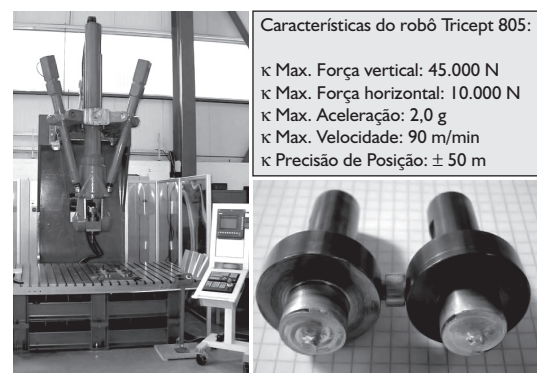 Características do robô Tricept 805:
κ Max. Força vertical: 45.000 N
κ Max. Força horizontal: 10.000 N
κ Max. Aceleração: 2,0 g
κ Max. Velocidade: 90 m/min
κ Precisão de Posição: ± 50 m